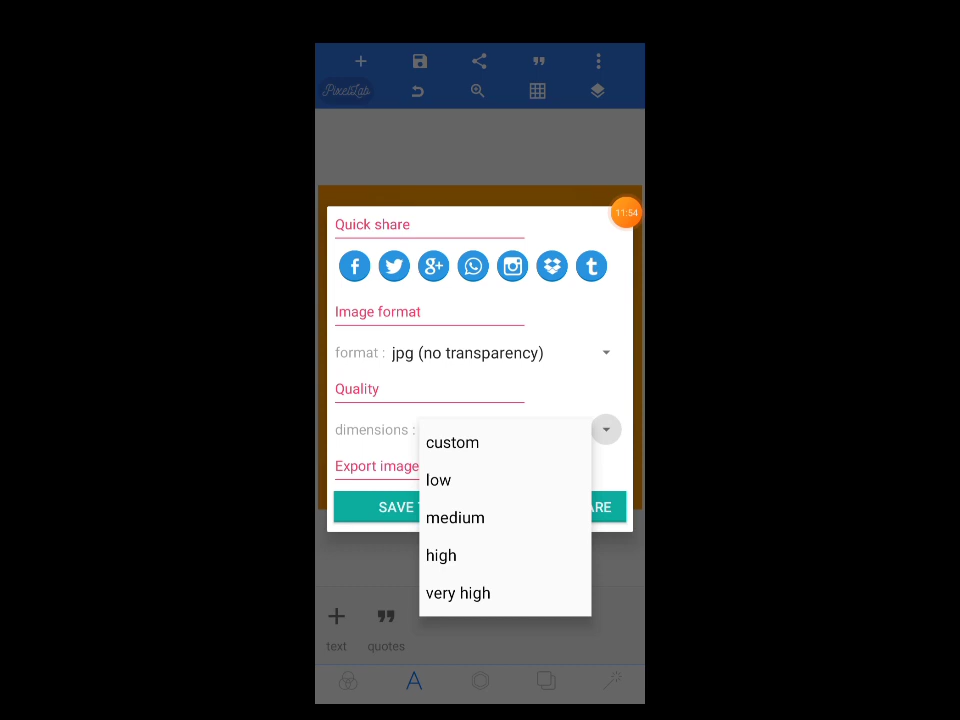 PixelLab
11:54
Quick share
Image format
format : jpg (no transparency)
Quality
dimensions :
custom
low
medium
high
very high
Export image
SAVE
ARE
text
quotes